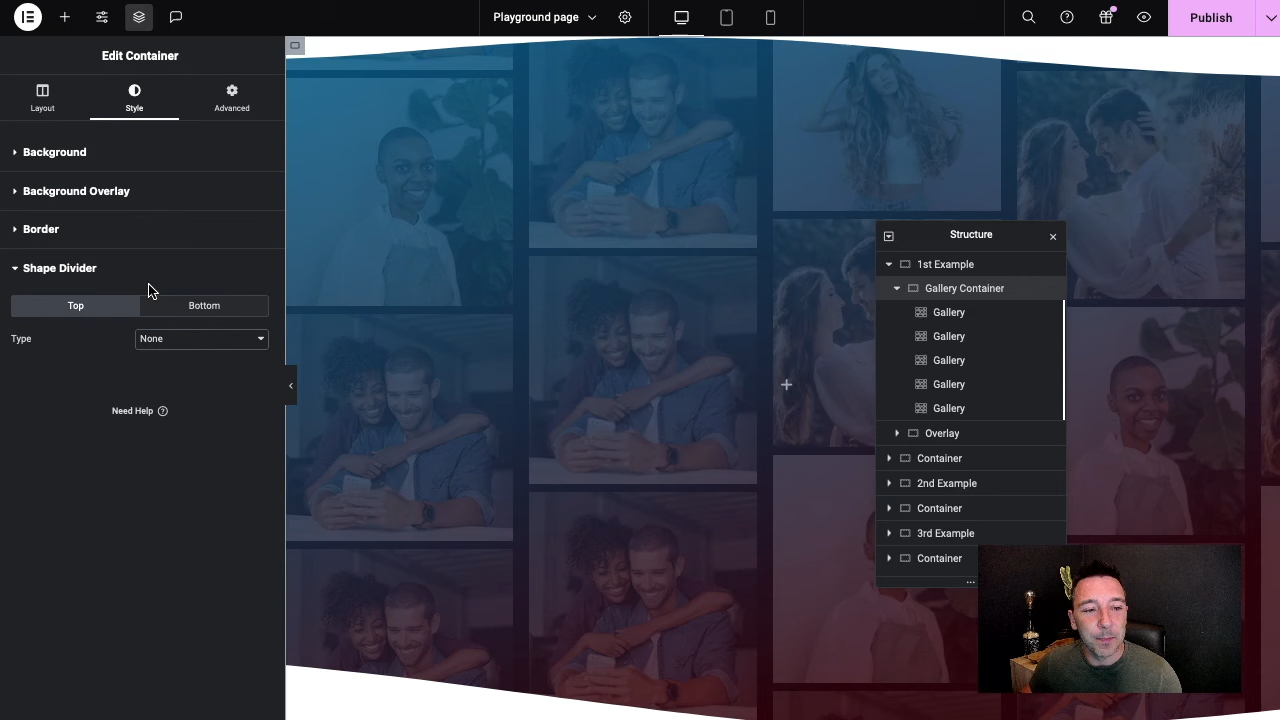 Playground page
Publish
Edit Container
Layout
Style
Advanced
Background
Background Overlay
Border
Shape Divider
Top
Bottom
Type
None
Need Help
Structure
1st Example
Gallery Container
Gallery
Gallery
Gallery
Gallery
Gallery
Overlay
Container
2nd Example
Container
3rd Example
Container